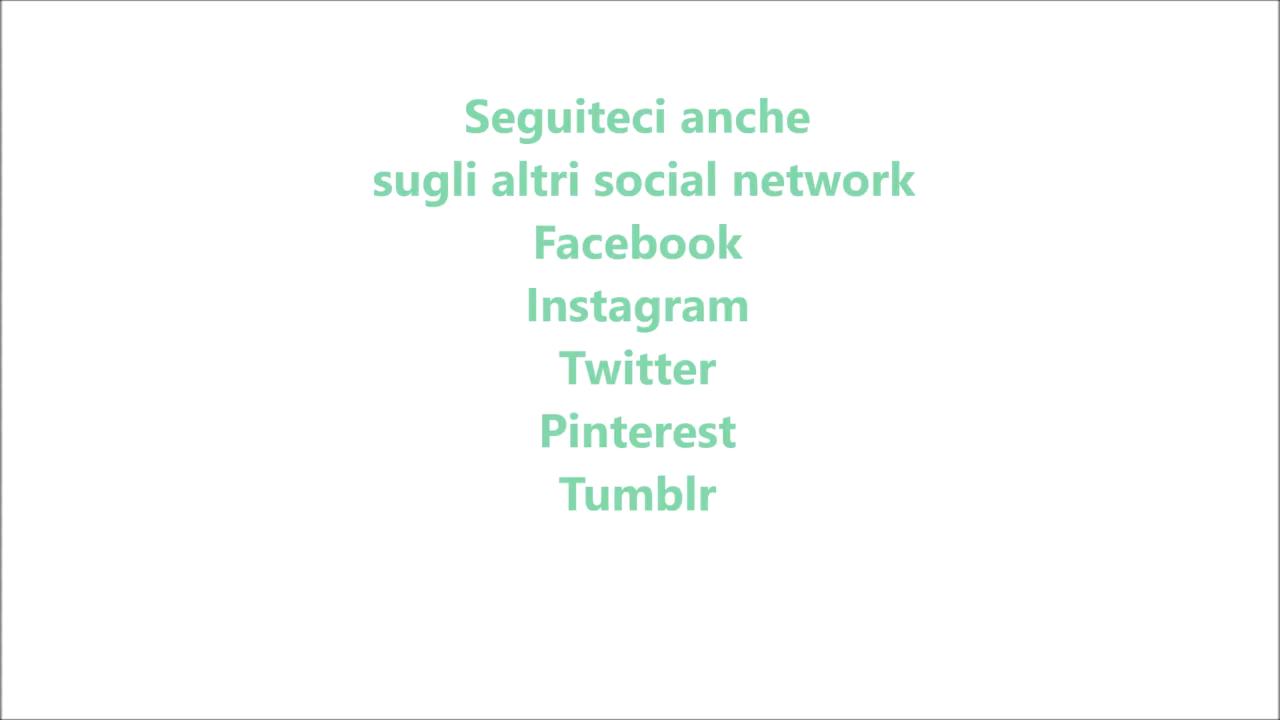 Seguiteci anche
sugli altri social network
Facebook
Instagram
Twitter
Pinterest
Tumblr